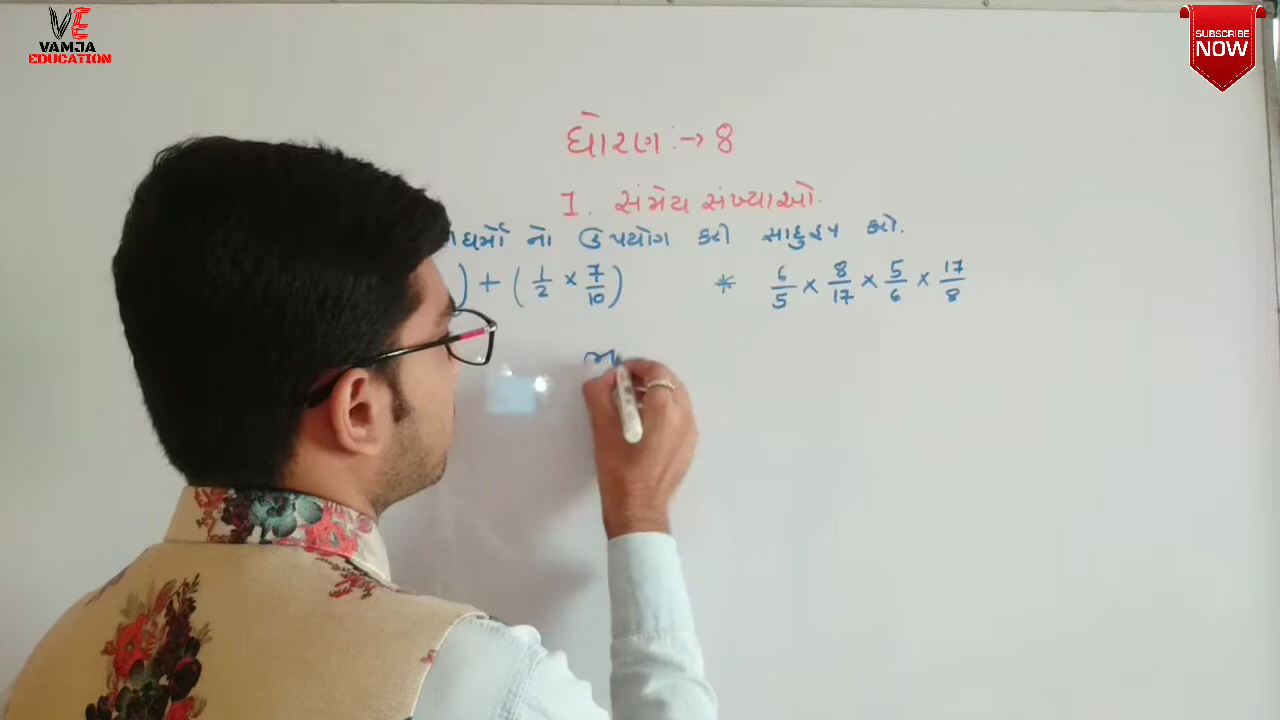 VE
VAMJA
EDUCATION
SUBSCRIBE
NOW
ધોરણ :→ 8
1. સંમેય સંખ્યાઓ.
નો ઉપયોગ કરી સાદુરૂપ કરો.
) + (1/2 × 7/10) * 6/5 × 8/17 × 5/6 × 17/8